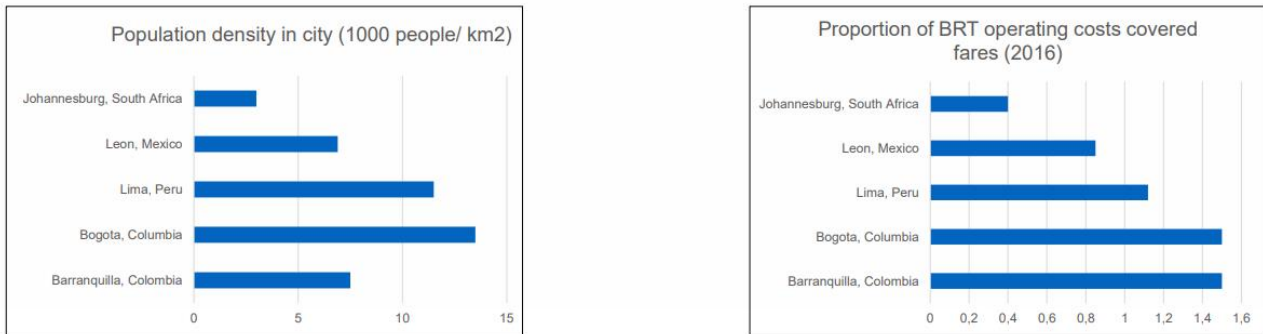 Population density in city (1000 people/ km2)
Johannesburg, South Africa
Leon, Mexico
Lima, Peru
Bogota, Columbia
Barranquilla, Colombia
0 5 10 15
Proportion of BRT operating costs covered
fares (2016)
Johannesburg, South Africa
Leon, Mexico
Lima, Peru
Bogota, Columbia
Barranquilla, Colombia
0 0,2 0,4 0,6 0,8 1 1,2 1,4 1,6